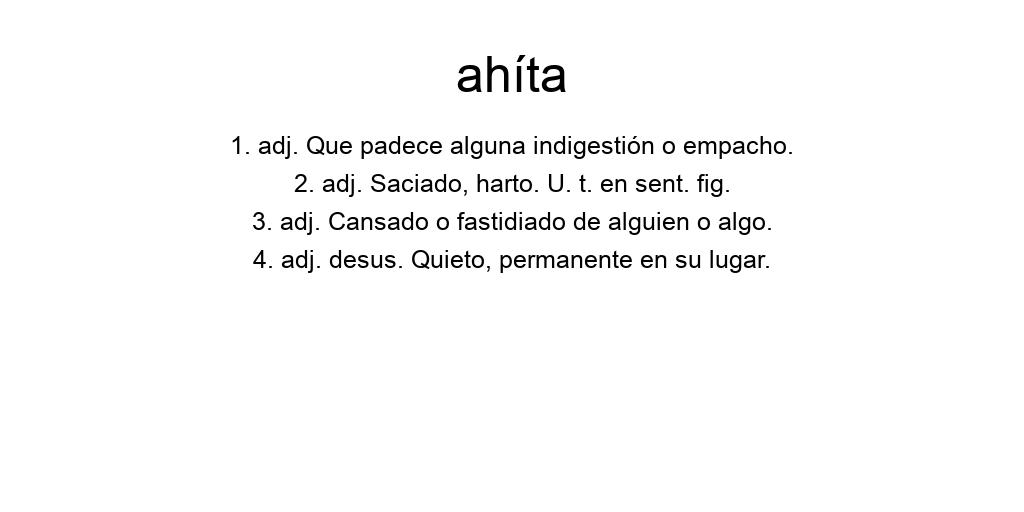 ahíta
1. adj. Que padece alguna indigestión o empacho.
2. adj. Saciado, harto. U. t. en sent. fig.
3. adj. Cansado o fastidiado de alguien o algo.
4. adj. desus. Quieto, permanente en su lugar.